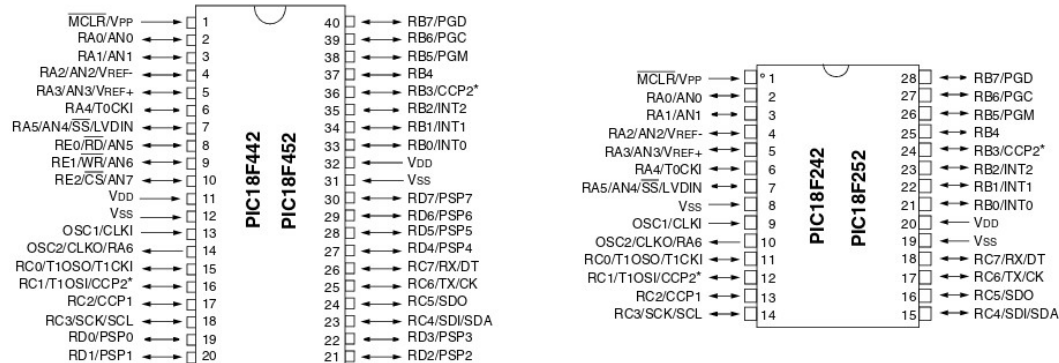 MCLR/VPP 1
RA0/AN0 2
RA1/AN1 3
RA2/AN2/VREF- 4
RA3/AN3/VREF+ 5
RA4/T0CKI 6
RA5/AN4/SS/LVDIN 7
RE0/RD/AN5 8
RE1/WR/AN6 9
RE2/CS/AN7 10
VDD 11
VSS 12
OSC1/CLKI 13
OSC2/CLKO/RA6 14
RC0/T1OSO/T1CKI 15
RC1/T1OSI/CCP2* 16
RC2/CCP1 17
RC3/SCK/SCL 18
RD0/PSP0 19
RD1/PSP1 20
PIC18F442
PIC18F452
40 RB7/PGD
39 RB6/PGC
38 RB5/PGM
37 RB4
36 RB3/CCP2*
35 RB2/INT2
34 RB1/INT1
33 RB0/INT0
32 VDD
31 VSS
30 RD7/PSP7
29 RD6/PSP6
28 RD5/PSP5
27 RD4/PSP4
26 RC7/RX/DT
25 RC6/TX/CK
24 RC5/SDO
23 RC4/SDI/SDA
22 RD3/PSP3
21 RD2/PSP2
MCLR/VPP 1
RA0/AN0 2
RA1/AN1 3
RA2/AN2/VREF- 4
RA3/AN3/VREF+ 5
RA4/T0CKI 6
RA5/AN4/SS/LVDIN 7
VSS 8
OSC1/CLKI 9
OSC2/CLKO/RA6 10
RC0/T1OSO/T1CKI 11
RC1/T1OSI/CCP2* 12
RC2/CCP1 13
RC3/SCK/SCL 14
PIC18F242
PIC18F252
28 RB7/PGD
27 RB6/PGC
26 RB5/PGM
25 RB4
24 RB3/CCP2*
23 RB2/INT2
22 RB1/INT1
21 RB0/INT0
20 VDD
19 VSS
18 RC7/RX/DT
17 RC6/TX/CK
16 RC5/SDO
15 RC4/SDI/SDA